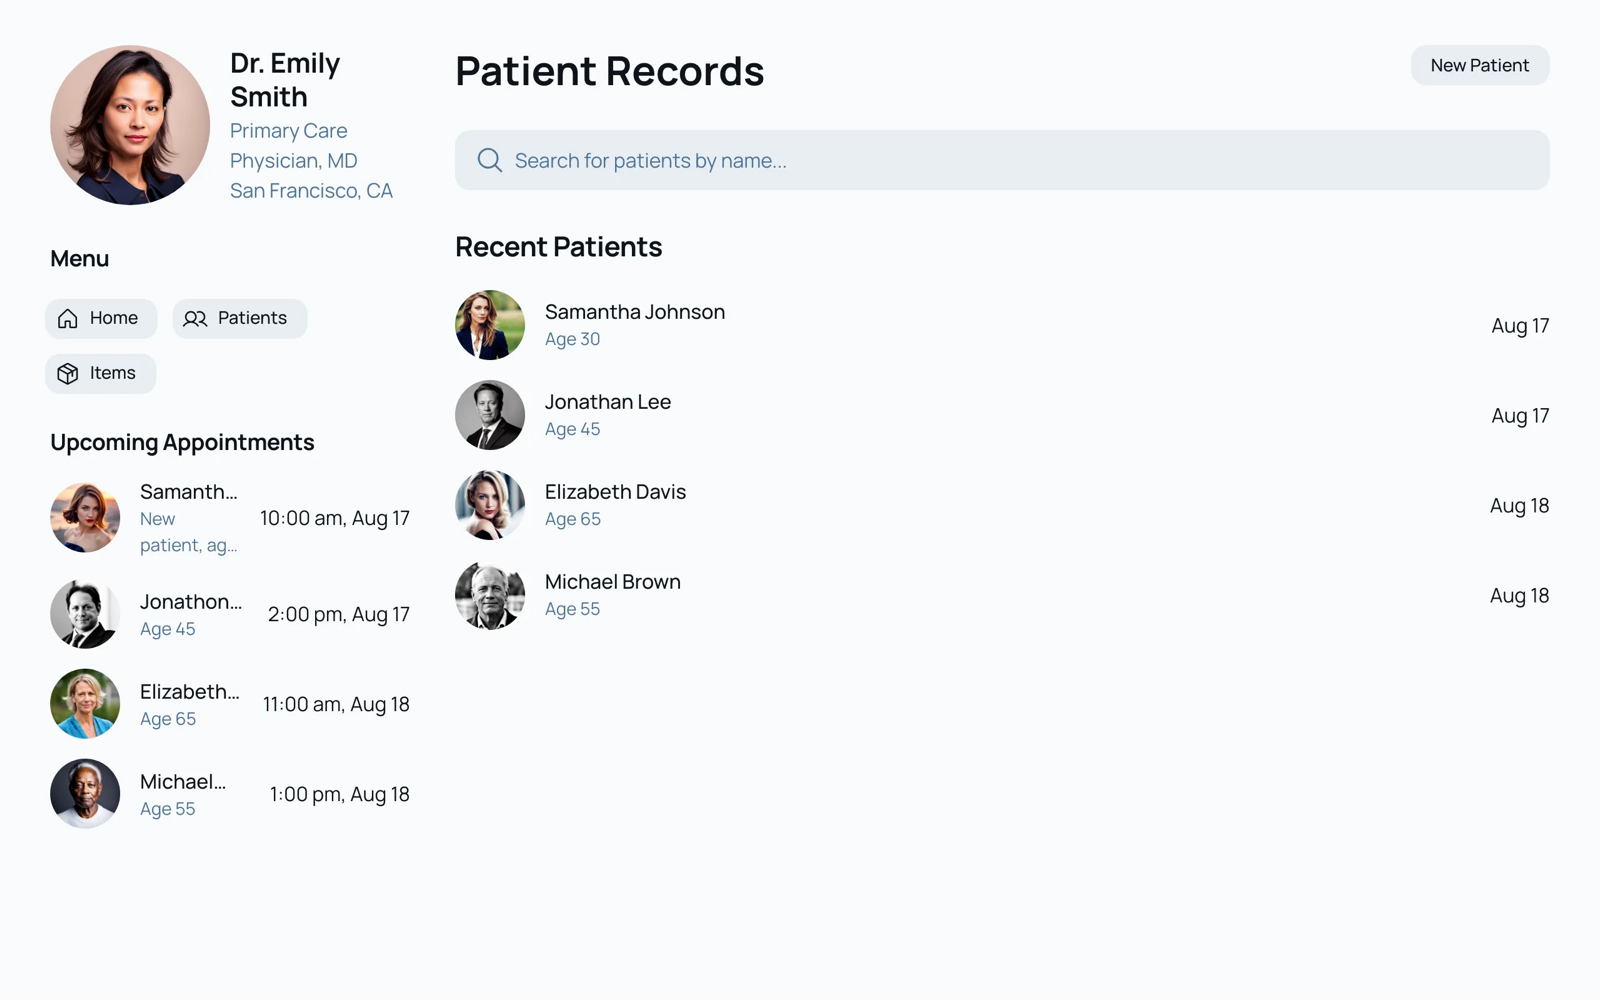 Dr. Emily
Smith
Primary Care
Physician, MD
San Francisco, CA
Menu
Home
Patients
Items
Upcoming Appointments
Samanth...
New
patient, ag...
10:00 am, Aug 17
Jonathon...
Age 45
2:00 pm, Aug 17
Elizabeth...
Age 65
11:00 am, Aug 18
Michael...
Age 55
1:00 pm, Aug 18
Patient Records
New Patient
Search for patients by name...
Recent Patients
Samantha Johnson
Age 30
Aug 17
Jonathan Lee
Age 45
Aug 17
Elizabeth Davis
Age 65
Aug 18
Michael Brown
Age 55
Aug 18